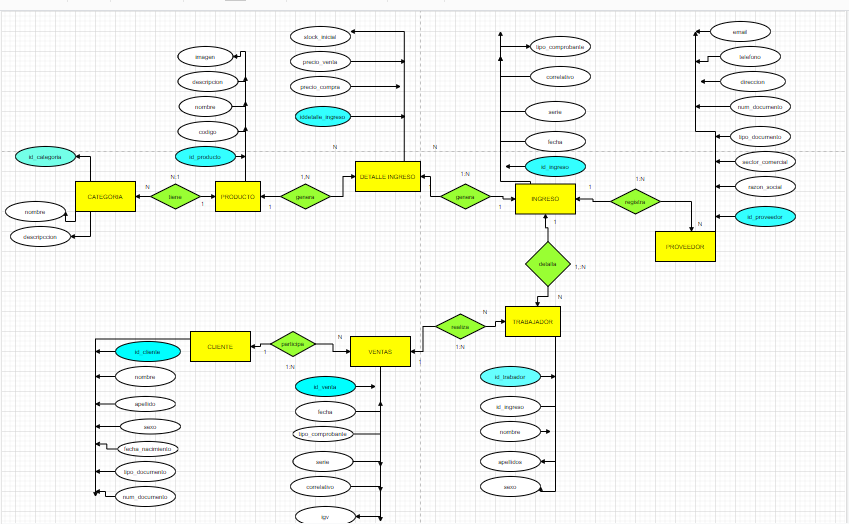 stock_inicial
precio_venta
precio_compra
iddetalle_ingreso
imagen
descripcion
nombre
codigo
id_producto
tipo_comprobante
correlativo
serie
fecha
id_ingreso
email
telefono
direccion
num_documento
tipo_documento
sector_comercial
razon_social
id_proveedor
id_categoria
nombre
descripccion
CATEGORIA
N
N:1
tiene
1
PRODUCTO
1
1;N
genera
N
DETALLE INGRESO
N
1:N
genera
1
INGRESO
1
1:N
registra
N
PROVEEDOR
1
detalla
1;:N
N
TRABAJADOR
N
realiza
1:N
VENTAS
N
participa
1:N
1
CLIENTE
id_cliente
nombre
apellido
sexo
fecha_nacimiento
tipo_documento
num_documento
id_venta
fecha
tipo_comprobante
serie
correlativo
igv
id_trabador
id_ingreso
nombre
apellidos
sexo